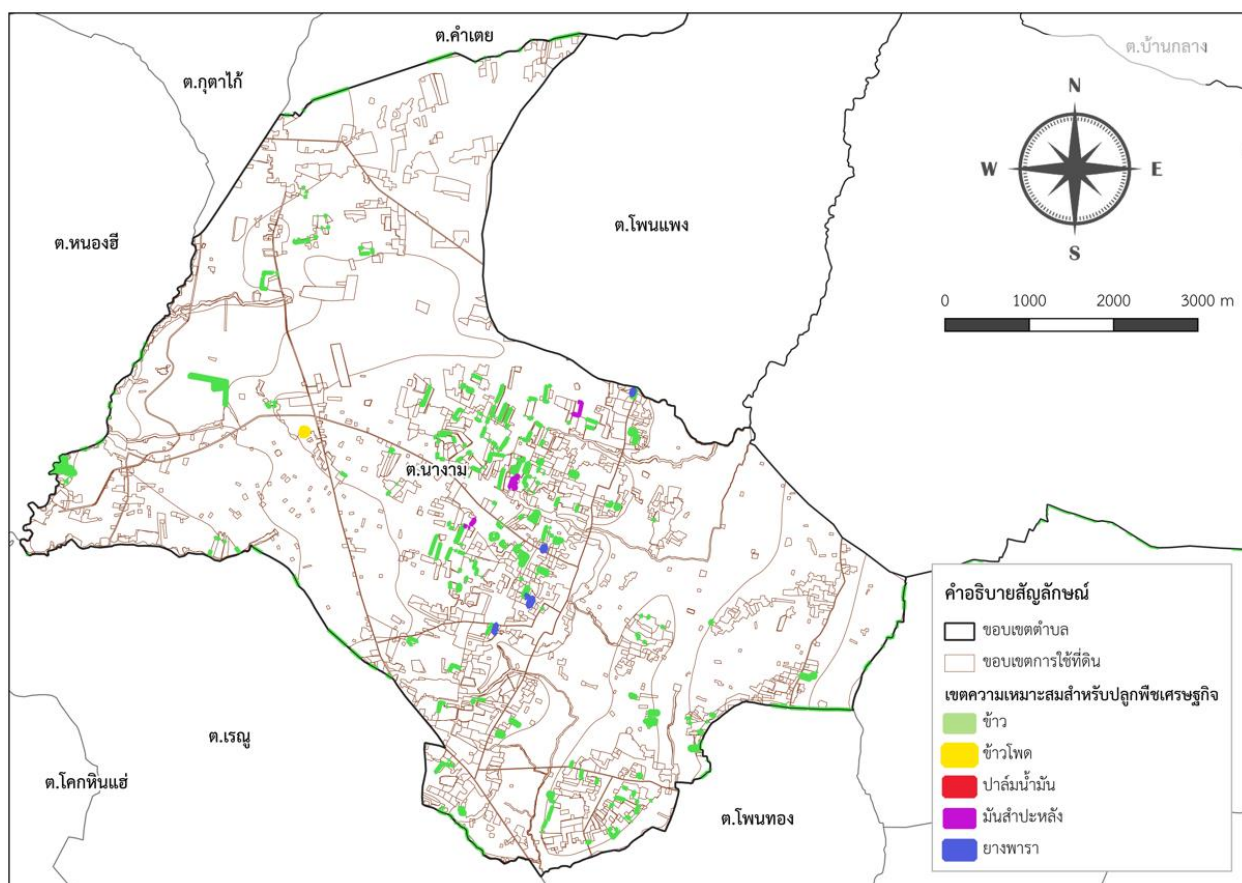 ต.คำเตย
ต.บ้านกลาง
ต.กุตาไก้
N
W
E
S
ต.หนองฮี
ต.โพนแพง
0 1000 2000 3000 m
ต.นางาม
คำอธิบายสัญลักษณ์
ขอบเขตตำบล
ขอบเขตการใช้ที่ดิน
เขตความเหมาะสมสำหรับปลูกพืชเศรษฐกิจ
ข้าว
ข้าวโพด
ปาล์มน้ำมัน
มันสำปะหลัง
ยางพารา
ต.เรณู
ต.โคกหินแฮ่
ต.โพนทอง